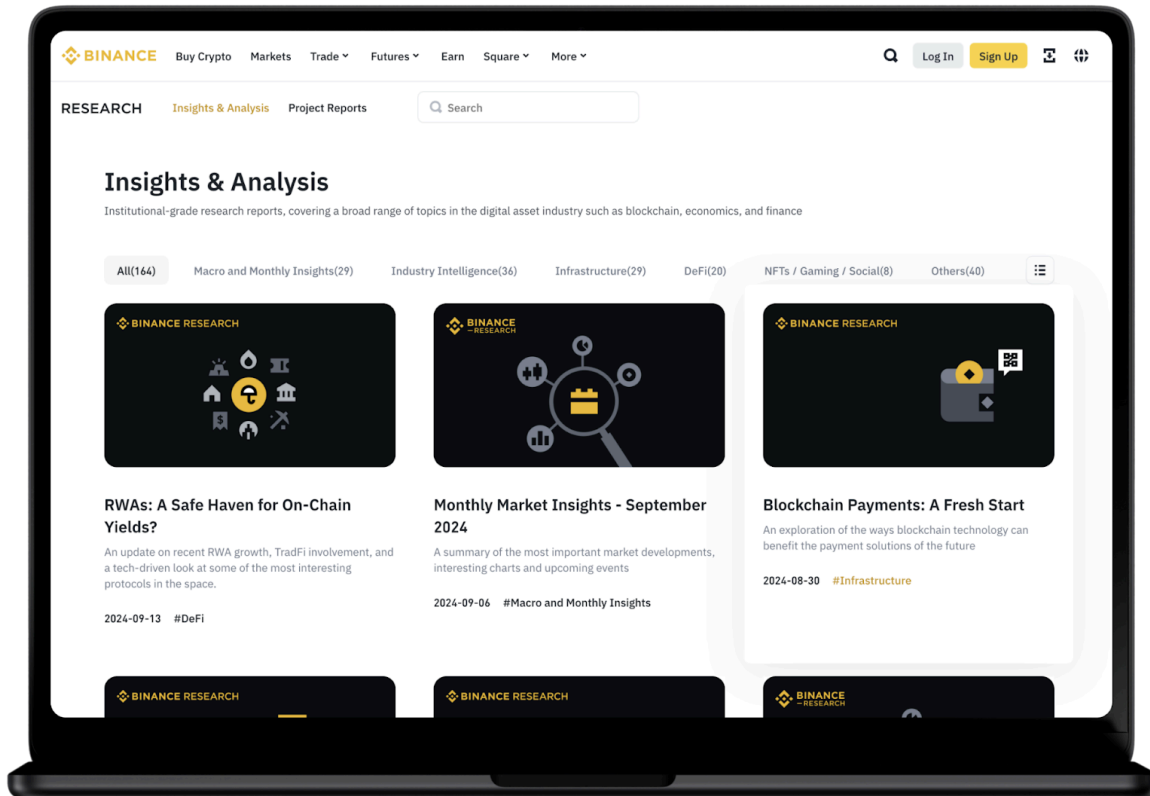 BINANCE Buy Crypto Markets Trade Futures Earn Square More Log In Sign Up
RESEARCH Insights & Analysis Project Reports Search
Insights & Analysis
Institutional-grade research reports, covering a broad range of topics in the digital asset industry such as blockchain, economics, and finance
All(164) Macro and Monthly Insights(29) Industry Intelligence(36) Infrastructure(29) DeFi(20) NFTs / Gaming / Social(8) Others(40)
BINANCE RESEARCH
RWAs: A Safe Haven for On-Chain
Yields?
An update on recent RWA growth, TradFi involvement, and
a tech-driven look at some of the most interesting
protocols in the space.
2024-09-13 #DeFi
BINANCE
RESEARCH
Monthly Market Insights - September
2024
A summary of the most important market developments,
interesting charts and upcoming events
2024-09-06 #Macro and Monthly Insights
BINANCE RESEARCH
Blockchain Payments: A Fresh Start
An exploration of the ways blockchain technology can
benefit the payment solutions of the future
2024-08-30 #Infrastructure
BINANCE RESEARCH
BINANCE RESEARCH
BINANCE
RESEARCH